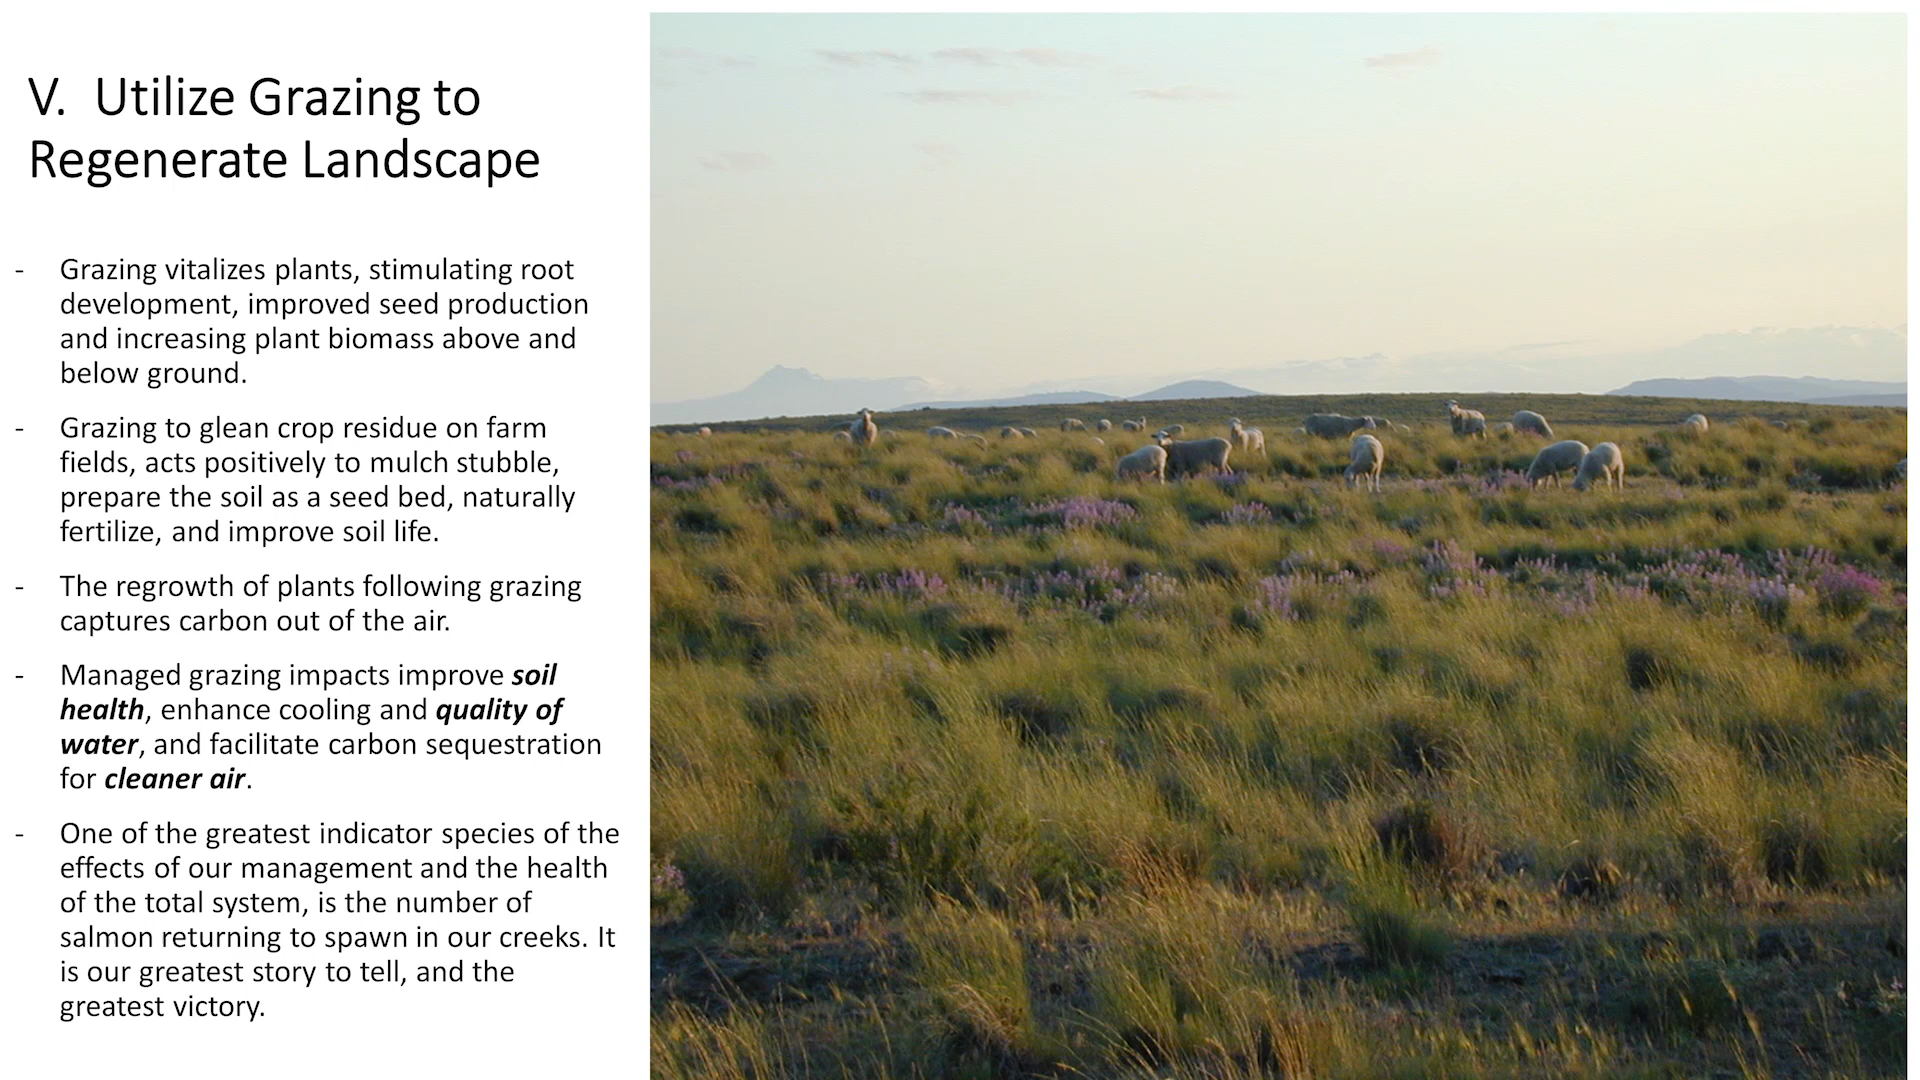 V.  Utilize Grazing to
Regenerate Landscape
- Grazing vitalizes plants, stimulating root
development, improved seed production
and increasing plant biomass above and
below ground.
- Grazing to glean crop residue on farm
fields, acts positively to mulch stubble,
prepare the soil as a seed bed, naturally
fertilize, and improve soil life.
- The regrowth of plants following grazing
captures carbon out of the air.
- Managed grazing impacts improve soil
health, enhance cooling and quality of
water, and facilitate carbon sequestration
for cleaner air.
- One of the greatest indicator species of the
effects of our management and the health
of the total system, is the number of
salmon returning to spawn in our creeks. It
is our greatest story to tell, and the
greatest victory.